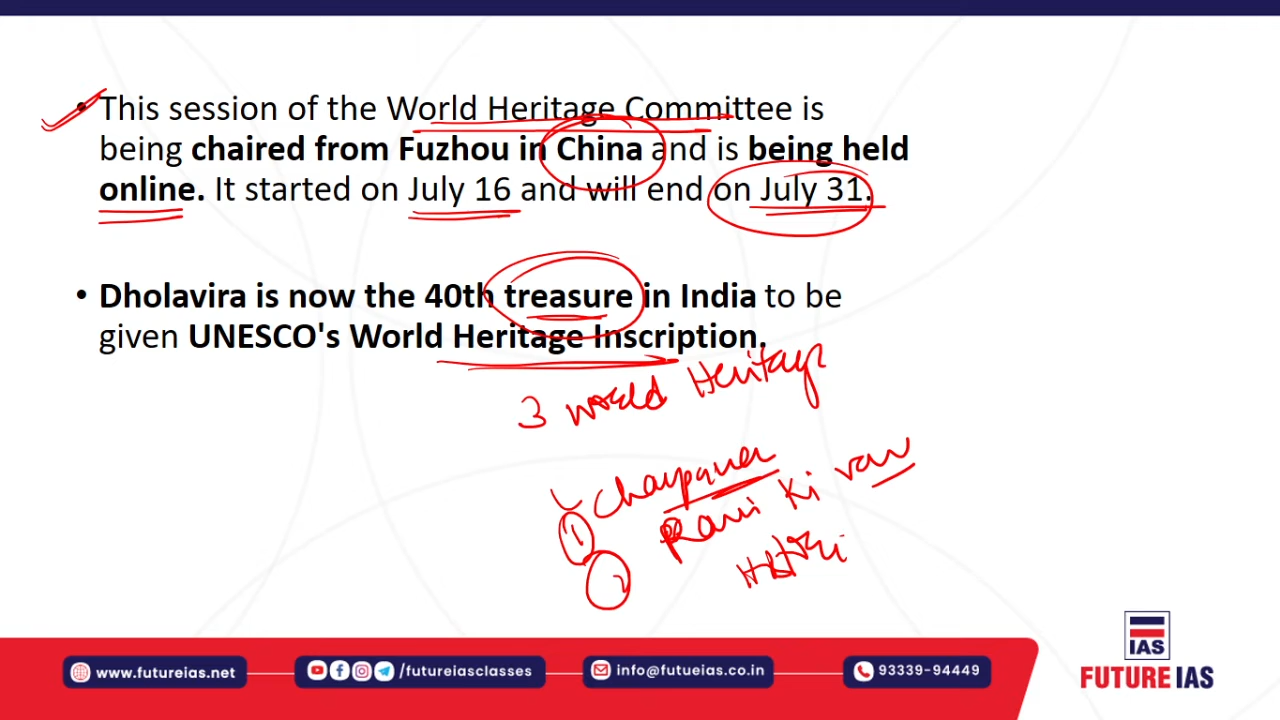 • This session of the World Heritage Committee is
being chaired from Fuzhou in China and is being held
online. It started on July 16 and will end on July 31.
• Dholavira is now the 40th treasure in India to be
given UNESCO's World Heritage Inscription.
3 world Heritage
① Champaner
Rani Ki vav
②
www.futureias.net
/futureiasclasses
info@futueias.co.in
93339-94449
IAS
FUTURE IAS